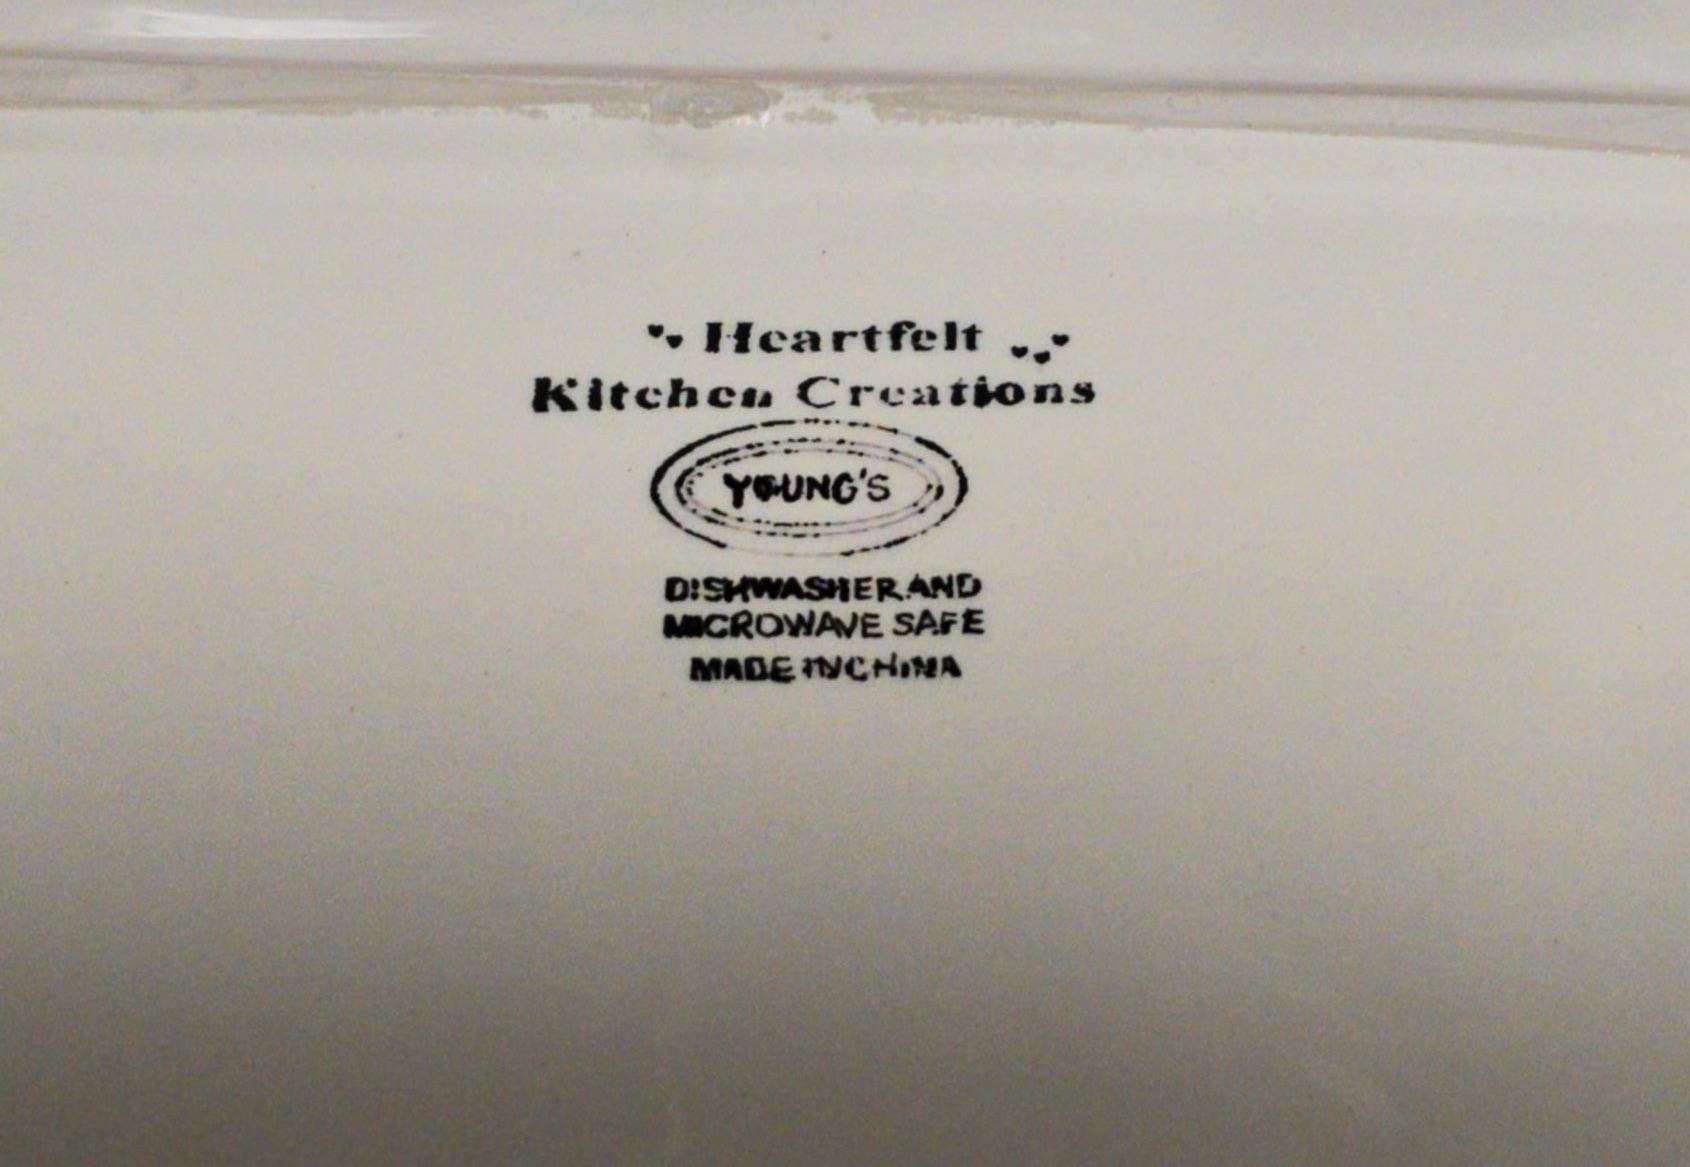 Heartfelt
Kitchen Creations
YOUNG'S
DISHWASHER AND
MICROWAVE SAFE
MADE IN CHINA